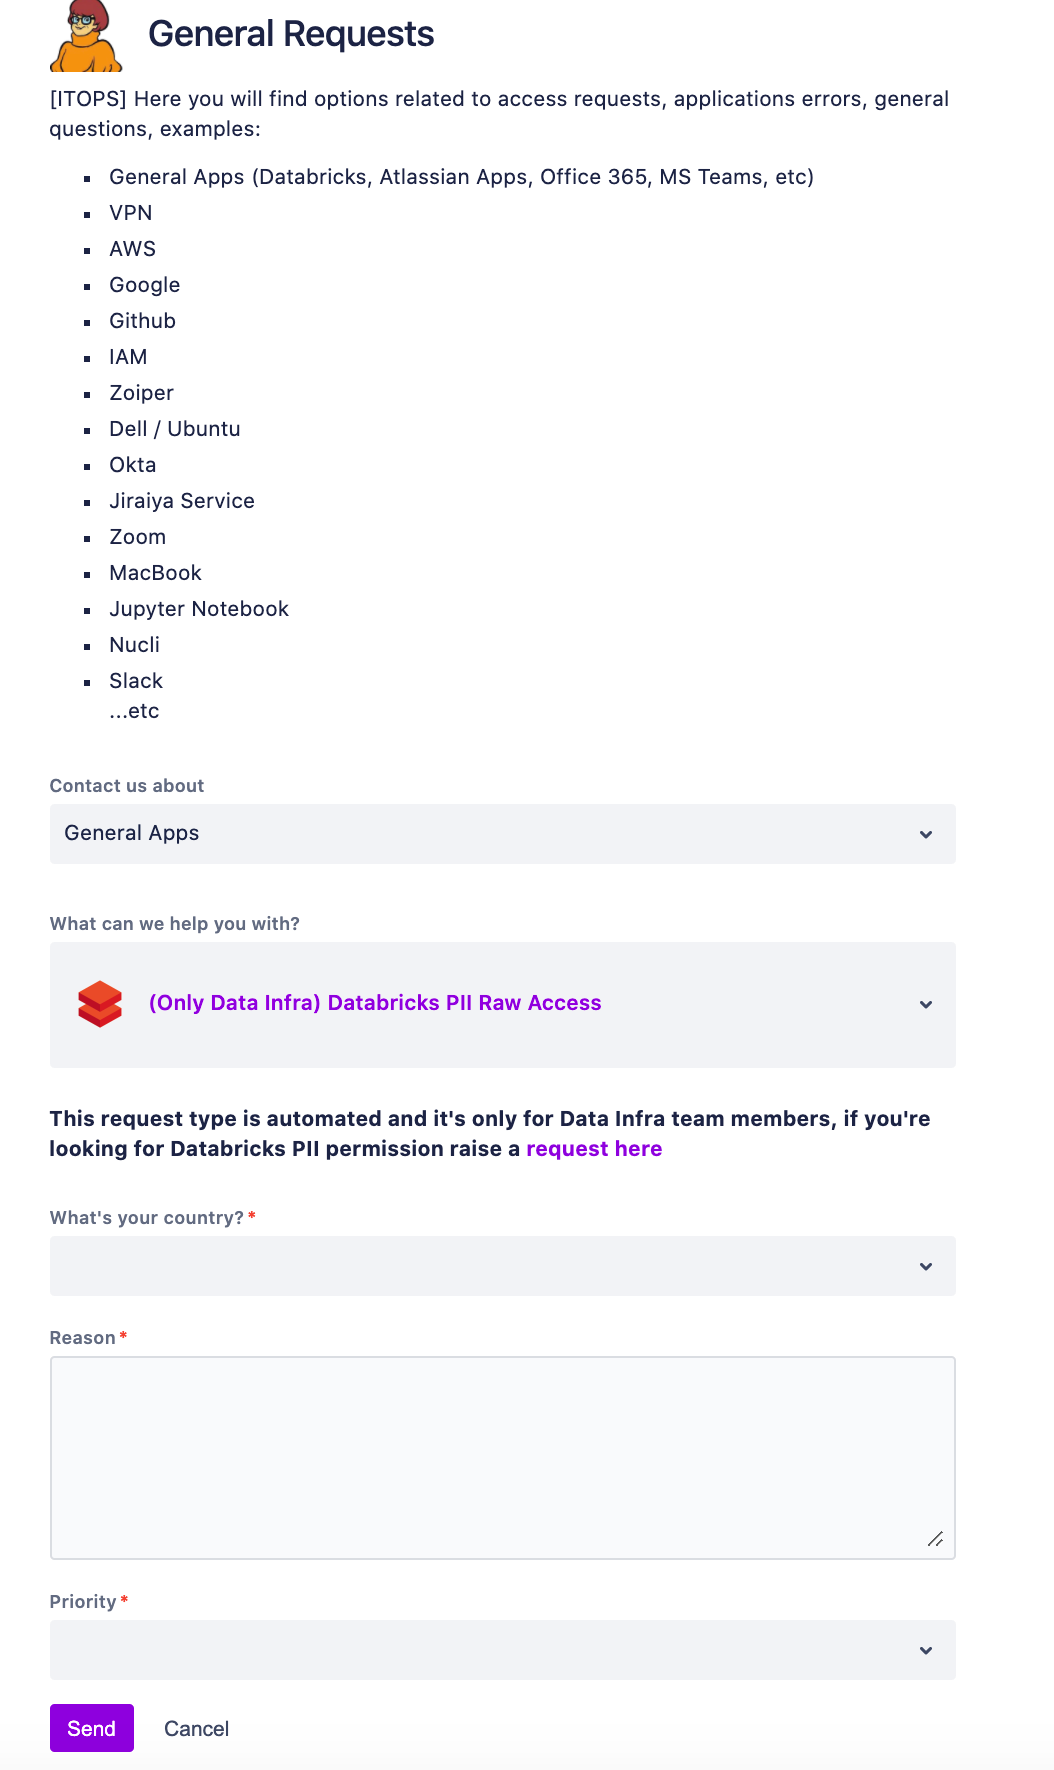 General Requests
[ITOPS] Here you will find options related to access requests, applications errors, general
questions, examples:
General Apps (Databricks, Atlassian Apps, Office 365, MS Teams, etc)
VPN
AWS
Google
Github
IAM
Zoiper
Dell / Ubuntu
Okta
Jiraiya Service
Zoom
MacBook
Jupyter Notebook
Nucli
Slack
...etc
Contact us about
General Apps
What can we help you with?
(Only Data Infra) Databricks PII Raw Access
This request type is automated and it's only for Data Infra team members, if you're
looking for Databricks PII permission raise a request here
What's your country? *
Reason *
Priority *
Send Cancel